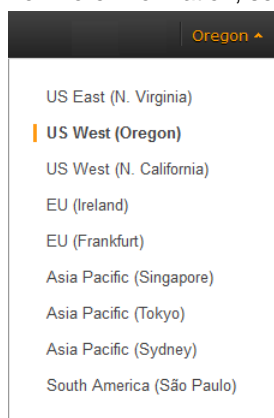 Oregon
US East (N. Virginia)
US West (Oregon)
US West (N. California)
EU (Ireland)
EU (Frankfurt)
Asia Pacific (Singapore)
Asia Pacific (Tokyo)
Asia Pacific (Sydney)
South America (São Paulo)